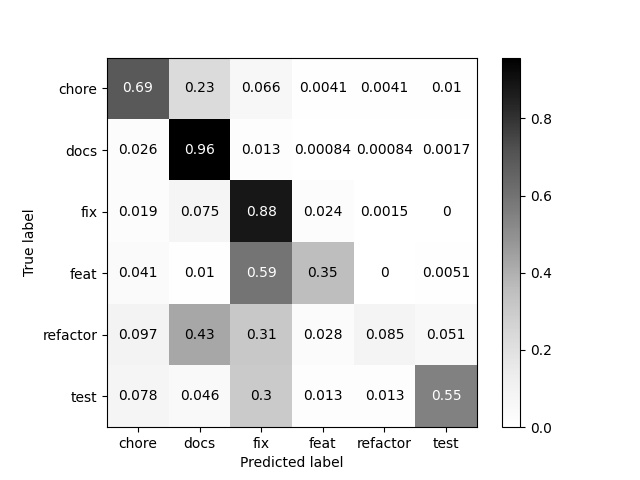 chore 0.69 0.23 0.066 0.0041 0.0041 0.01
docs 0.026 0.96 0.013 0.00084 0.00084 0.0017
fix 0.019 0.075 0.88 0.024 0.0015 0
feat 0.041 0.01 0.59 0.35 0 0.0051
refactor 0.097 0.43 0.31 0.028 0.085 0.051
test 0.078 0.046 0.3 0.013 0.013 0.55
chore docs fix feat refactor test
Predicted label
True label
0.8
0.6
0.4
0.2
0.0